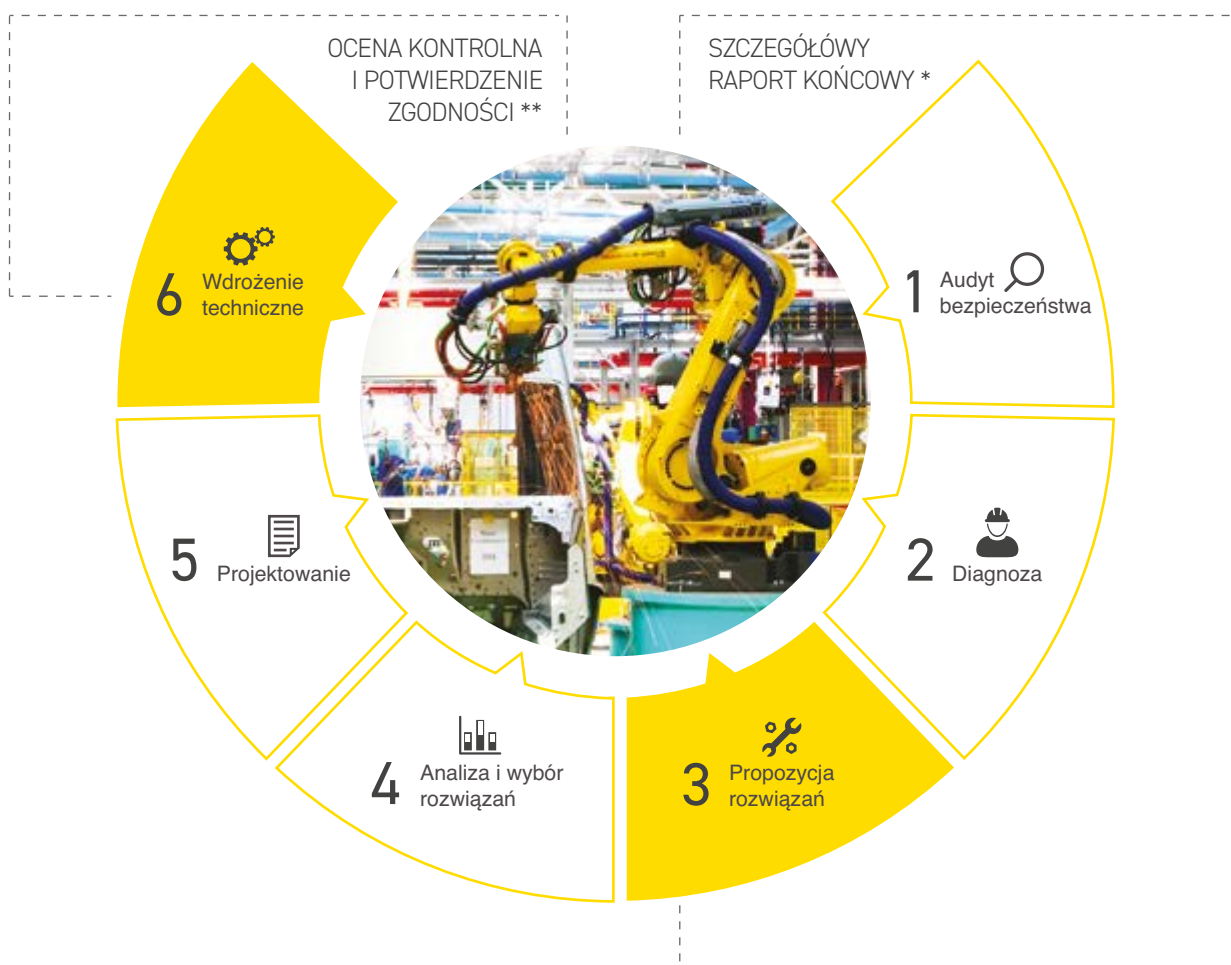 OCENA KONTROLNA
I POTWIERDZENIE
ZGODNOŚCI **
SZCZEGÓŁOWY
RAPORT KOŃCOWY *
1 Audyt
bezpieczeństwa
2 Diagnoza
3 Propozycja
rozwiązań
4 Analiza i wybór
rozwiązań
5 Projektowanie
6 Wdrożenie
techniczne